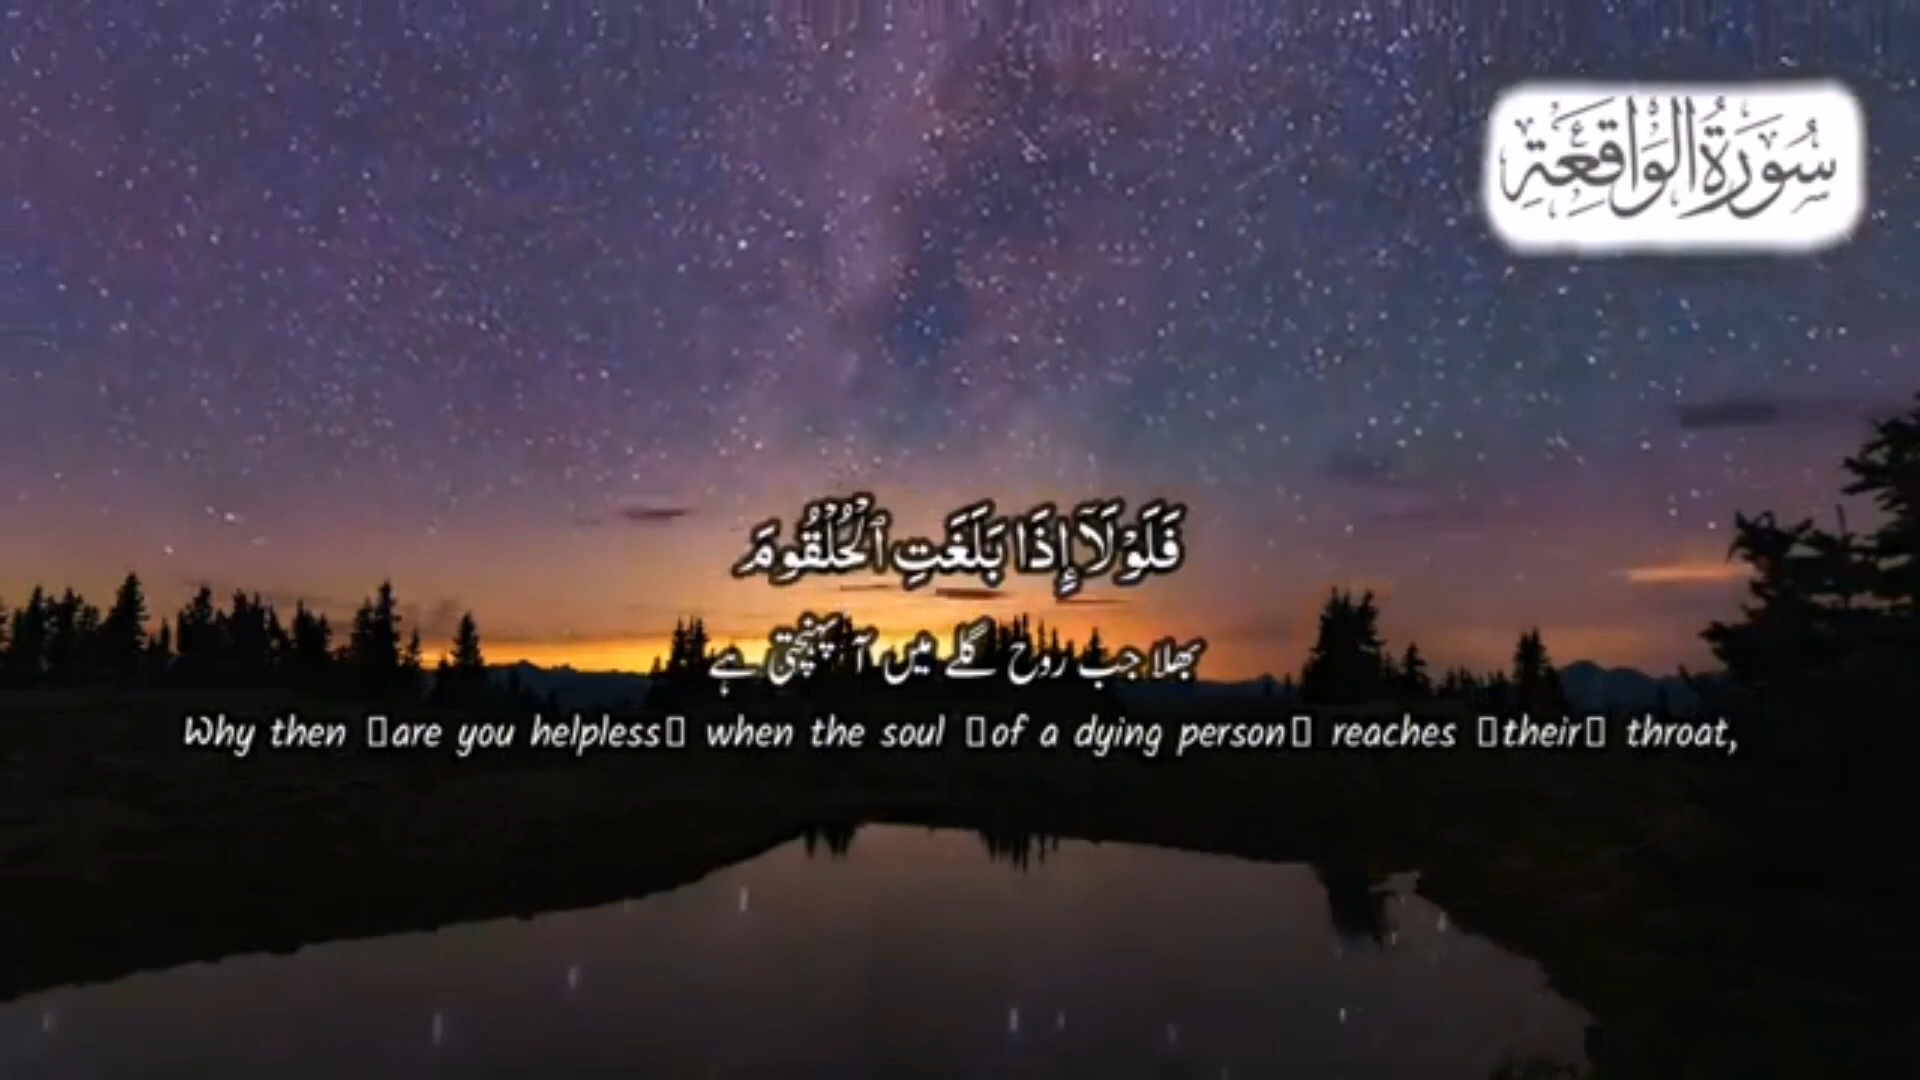 سُورَةُ الوَاقِعَةِ
فَلَوْلَآ إِذَا بَلَغَتِ ٱلْحُلْقُومَ
بھلا جب روح گلے میں آ پہنچتی ہے
Why then ▯are you helpless▯ when the soul ▯of a dying person▯ reaches ▯their▯ throat,